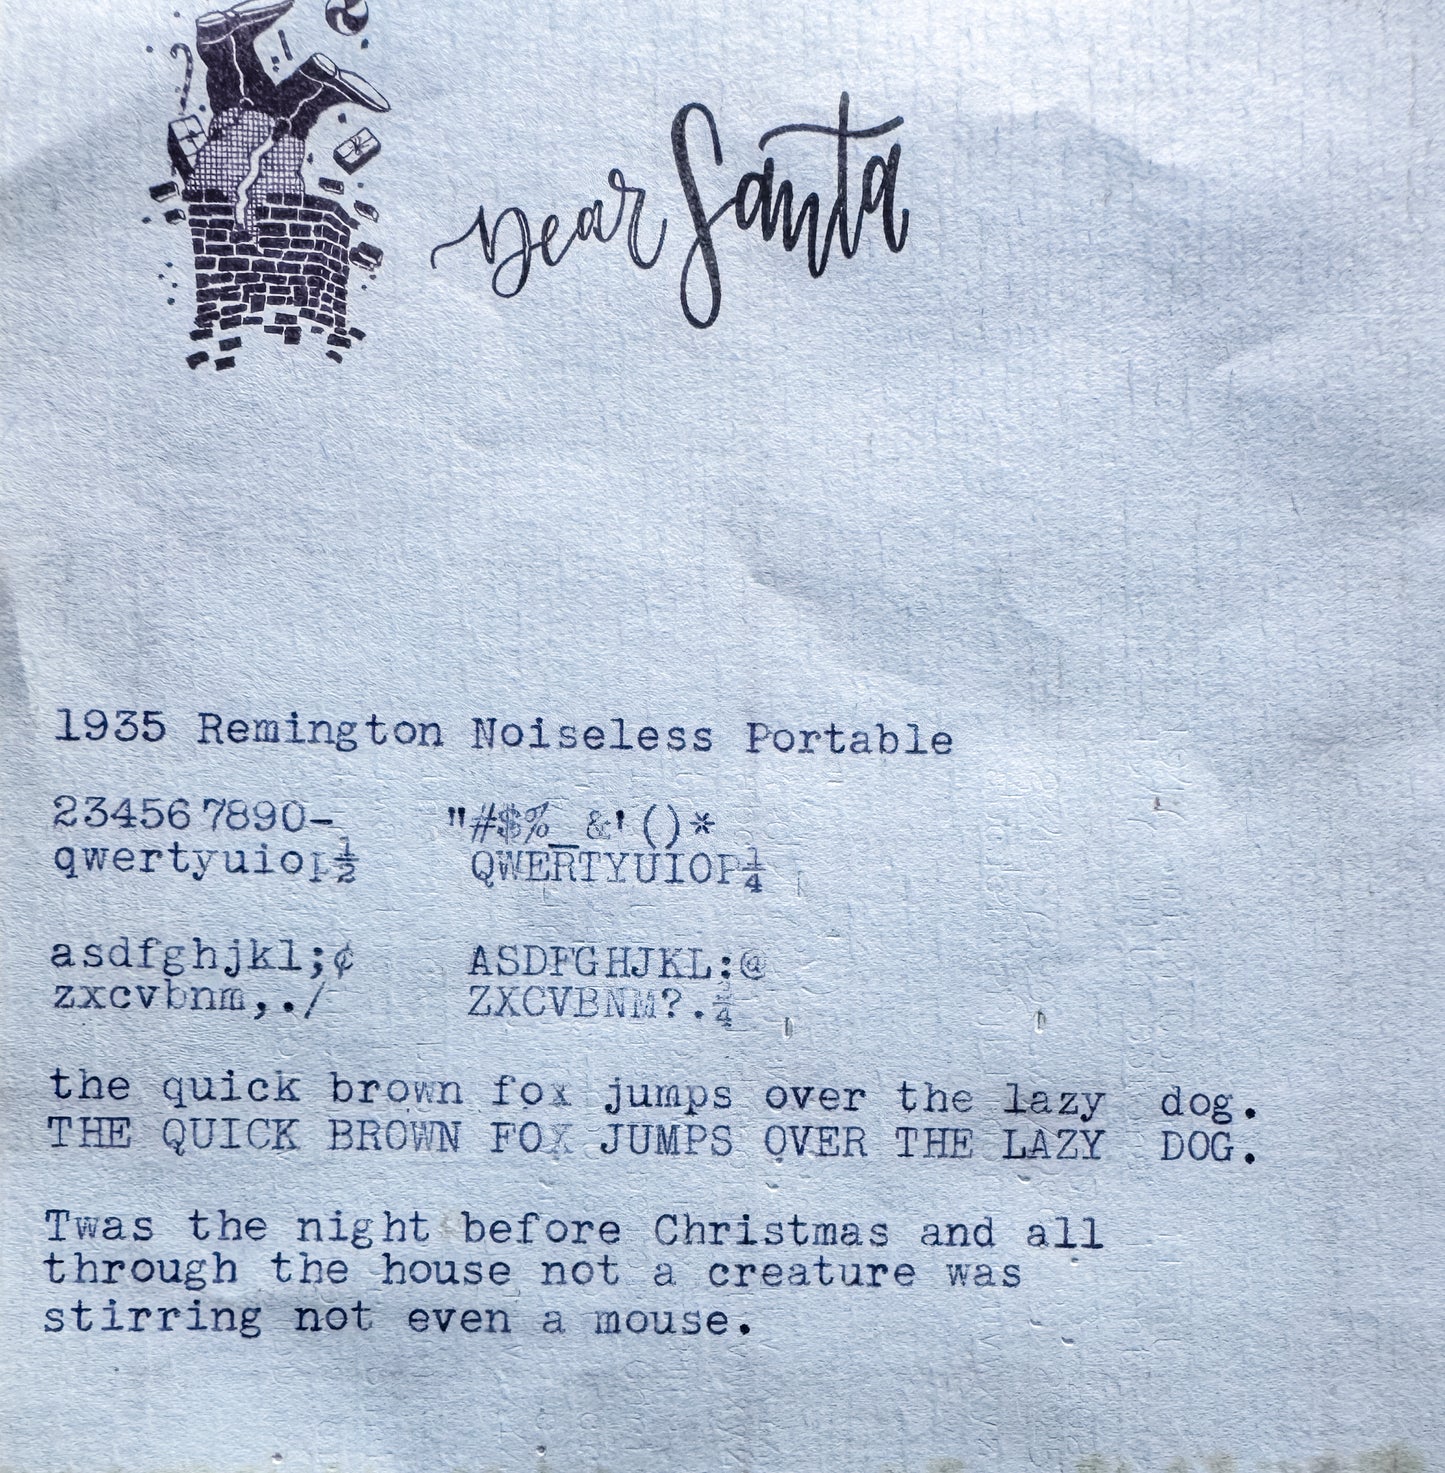 Dear Santa
1935 Remington Noiseless Portable
234567890-    "#$%_&'()*
qwertyuiop½    QWERTYUIOP¼
asdfghjkl;¢    ASDFGHJKL:@
zxcvbnm,./    ZXCVBNM?.¾
the quick brown fox jumps over the lazy  dog.
THE QUICK BROWN FOX JUMPS OVER THE LAZY  DOG.
Twas the night before Christmas and all
through the house not a creature was
stirring not even a mouse.